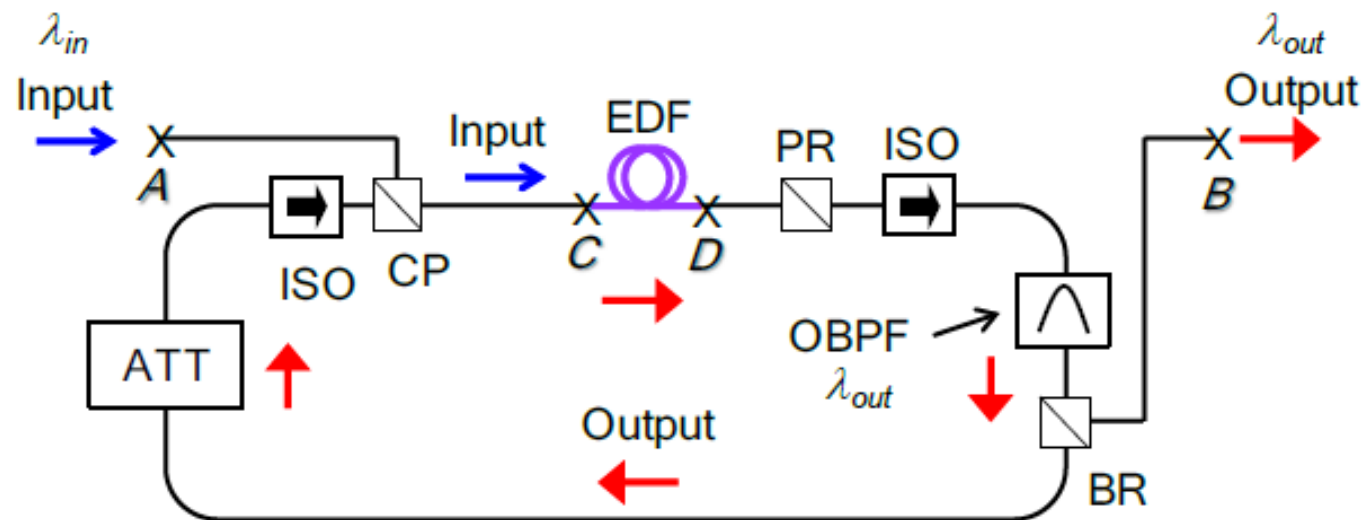 λin
Input
X
A
Input
EDF
PR
ISO
λout
Output
X
B
ISO
CP
X
C
X
D
ATT
OBPF
λout
Output
BR